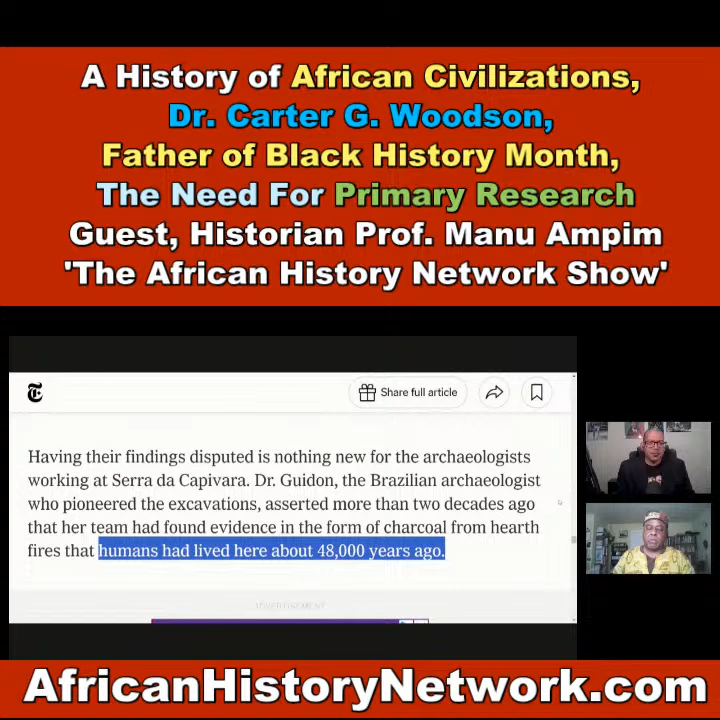 A History of African Civilizations,
Dr. Carter G. Woodson,
Father of Black History Month,
The Need For Primary Research
Guest, Historian Prof. Manu Ampim
'The African History Network Show'
Share full article
Having their findings disputed is nothing new for the archaeologists
working at Serra da Capivara. Dr. Guidon, the Brazilian archaeologist
who pioneered the excavations, asserted more than two decades ago
that her team had found evidence in the form of charcoal from hearth
fires that humans had lived here about 48,000 years ago.
ADVERTISEMENT
AfricanHistoryNetwork.com